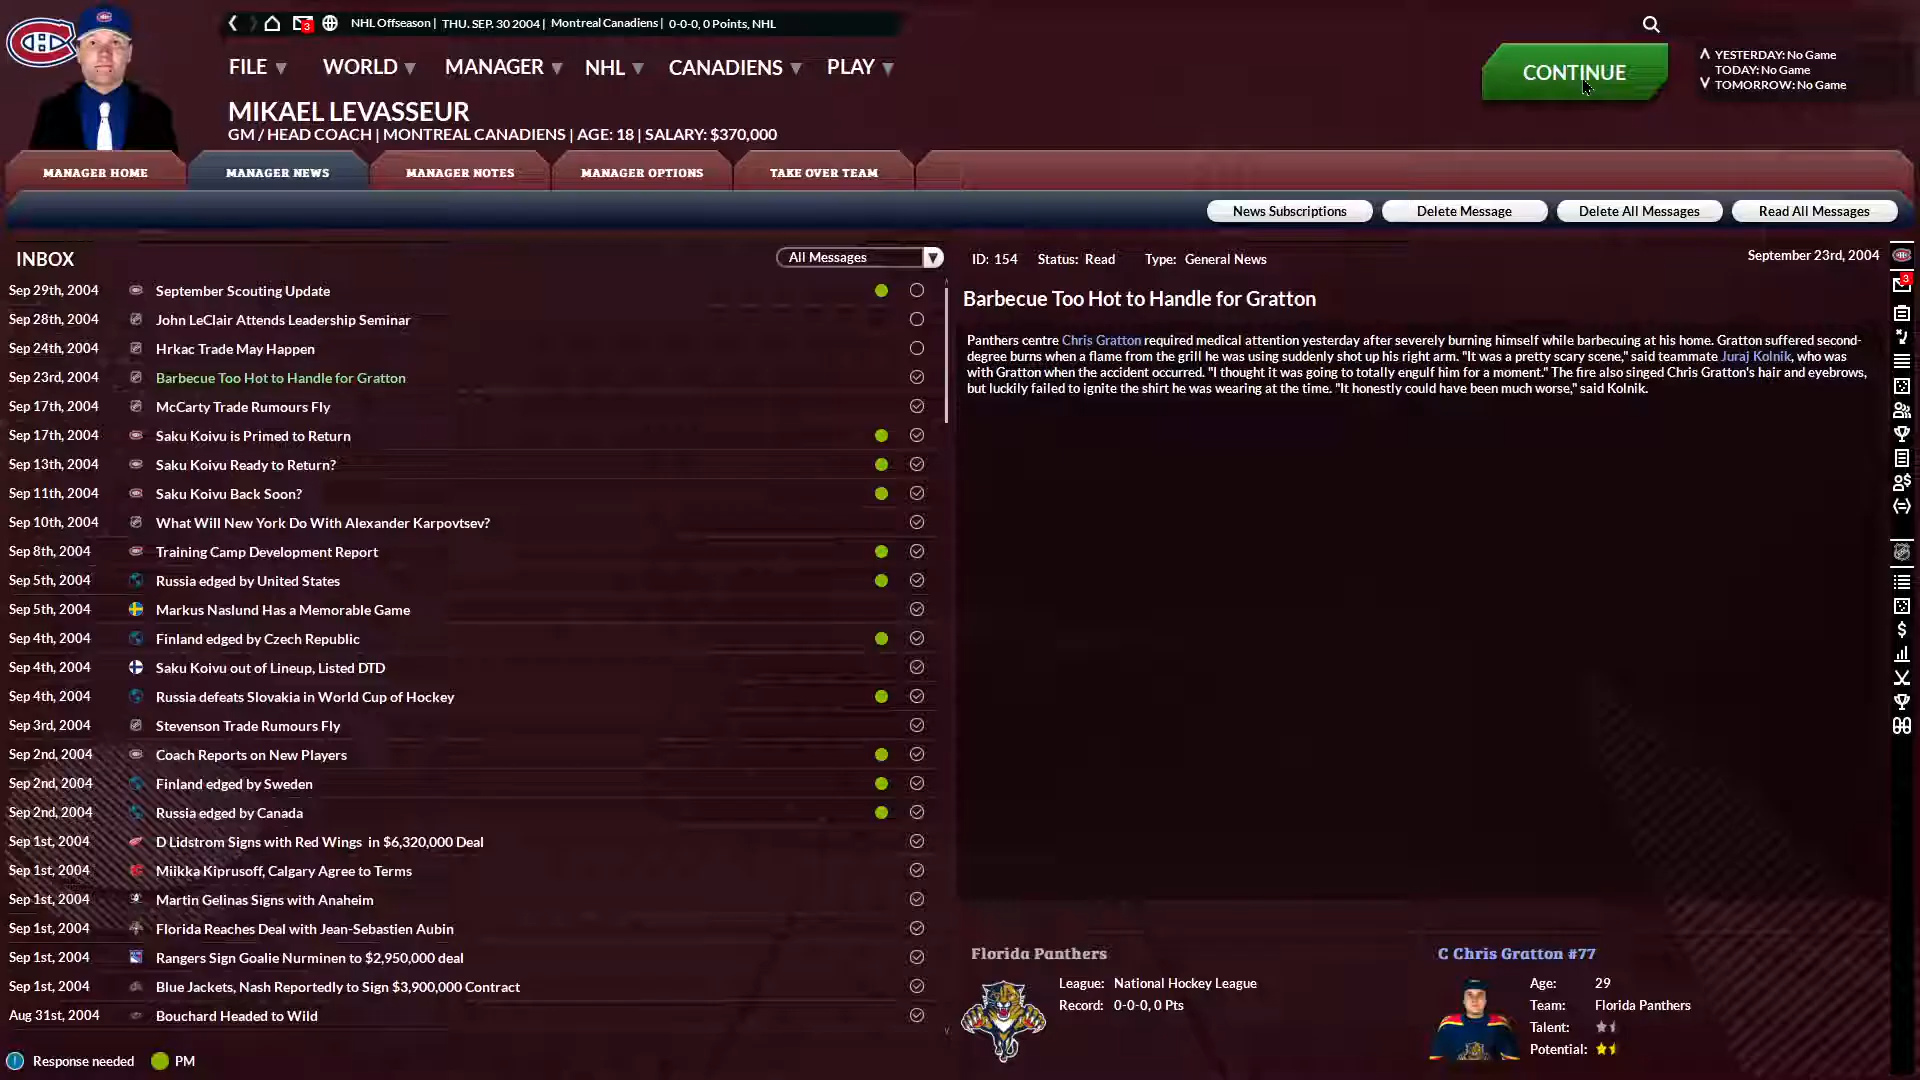 3
NHL Offseason | THU. SEP. 30 2004 | Montreal Canadiens | 0-0-0, 0 Points, NHL
FILE WORLD MANAGER NHL CANADIENS PLAY
CONTINUE
YESTERDAY: No Game
TODAY: No Game
TOMORROW: No Game
MIKAEL LEVASSEUR
GM / HEAD COACH | MONTREAL CANADIENS | AGE: 18 | SALARY: $370,000
MANAGER HOME MANAGER NEWS MANAGER NOTES MANAGER OPTIONS TAKE OVER TEAM
News Subscriptions Delete Message Delete All Messages Read All Messages
INBOX All Messages
Sep 29th, 2004 September Scouting Update
Sep 28th, 2004 John LeClair Attends Leadership Seminar
Sep 24th, 2004 Hrkac Trade May Happen
Sep 23rd, 2004 Barbecue Too Hot to Handle for Gratton
Sep 17th, 2004 McCarty Trade Rumours Fly
Sep 17th, 2004 Saku Koivu is Primed to Return
Sep 13th, 2004 Saku Koivu Ready to Return?
Sep 11th, 2004 Saku Koivu Back Soon?
Sep 10th, 2004 What Will New York Do With Alexander Karpovtsev?
Sep 8th, 2004 Training Camp Development Report
Sep 5th, 2004 Russia edged by United States
Sep 5th, 2004 Markus Naslund Has a Memorable Game
Sep 4th, 2004 Finland edged by Czech Republic
Sep 4th, 2004 Saku Koivu out of Lineup, Listed DTD
Sep 4th, 2004 Russia defeats Slovakia in World Cup of Hockey
Sep 3rd, 2004 Stevenson Trade Rumours Fly
Sep 2nd, 2004 Coach Reports on New Players
Sep 2nd, 2004 Finland edged by Sweden
Sep 2nd, 2004 Russia edged by Canada
Sep 1st, 2004 D Lidstrom Signs with Red Wings in $6,320,000 Deal
Sep 1st, 2004 Miikka Kiprusoff, Calgary Agree to Terms
Sep 1st, 2004 Martin Gelinas Signs with Anaheim
Sep 1st, 2004 Florida Reaches Deal with Jean-Sebastien Aubin
Sep 1st, 2004 Rangers Sign Goalie Nurminen to $2,950,000 deal
Sep 1st, 2004 Blue Jackets, Nash Reportedly to Sign $3,900,000 Contract
Aug 31st, 2004 Bouchard Headed to Wild
Response needed PM
ID: 154 Status: Read Type: General News September 23rd, 2004
3
Barbecue Too Hot to Handle for Gratton
Panthers centre Chris Gratton required medical attention yesterday after severely burning himself while barbecuing at his home. Gratton suffered second-
degree burns when a flame from the grill he was using suddenly shot up his right arm. "It was a pretty scary scene," said teammate Juraj Kolnik, who was
with Gratton when the accident occurred. "I thought it was going to totally engulf him for a moment." The fire also singed Chris Gratton's hair and eyebrows,
but luckily failed to ignite the shirt he was wearing at the time. "It honestly could have been much worse," said Kolnik.
Florida Panthers
League: National Hockey League
Record: 0-0-0, 0 Pts
C Chris Gratton #77
Age: 29
Team: Florida Panthers
Talent:
Potential: